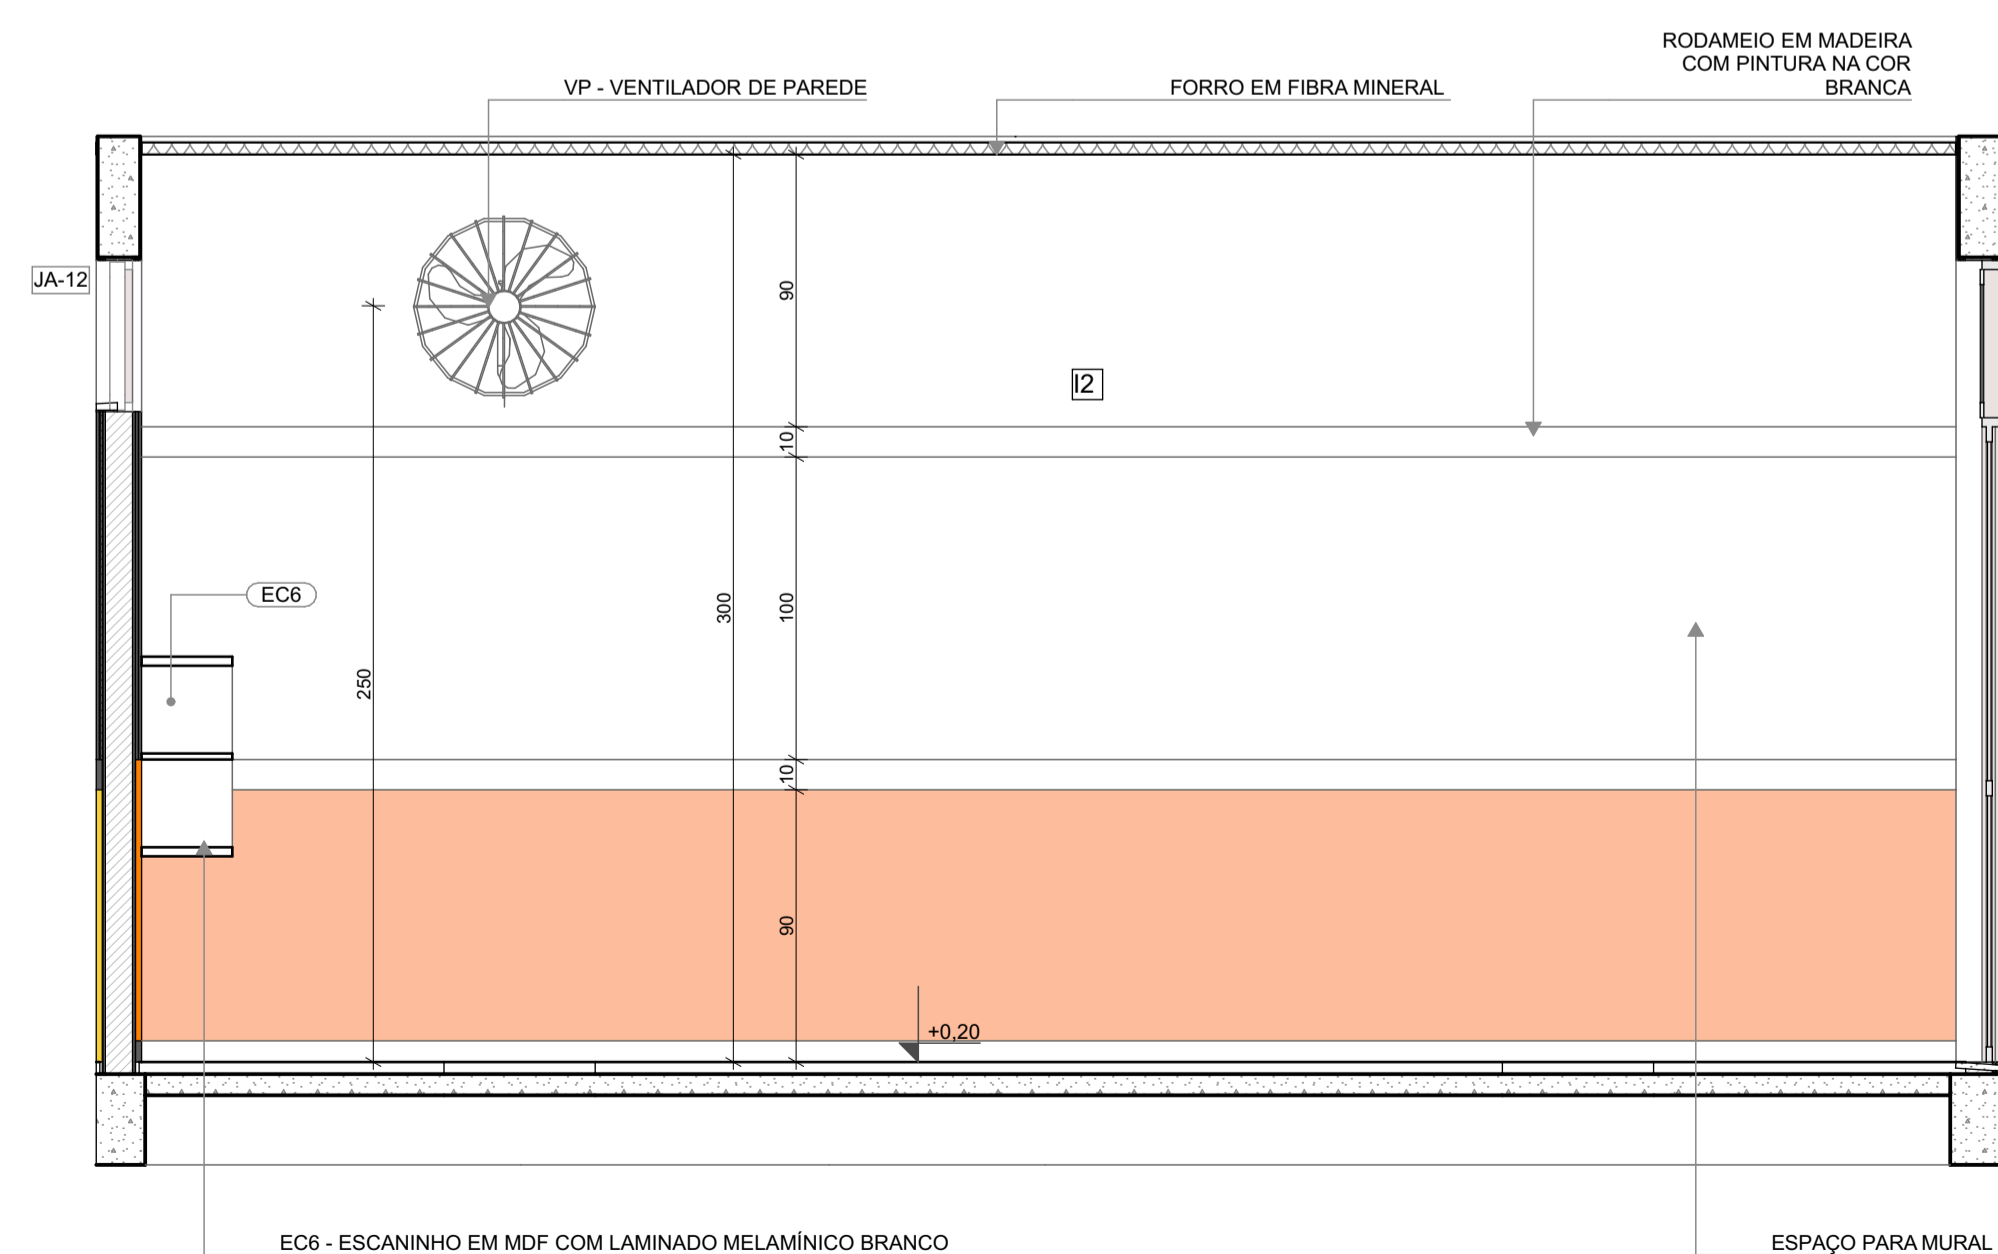 RODAMEIO EM MADEIRA
COM PINTURA NA COR
BRANCA
VP - VENTILADOR DE PAREDE
FORRO EM FIBRA MINERAL
JA-12
90
I2
10
EC6
300
100
250
10
90
+0,20
EC6 - ESCANINHO EM MDF COM LAMINADO MELAMÍNICO BRANCO
ESPAÇO PARA MURAL